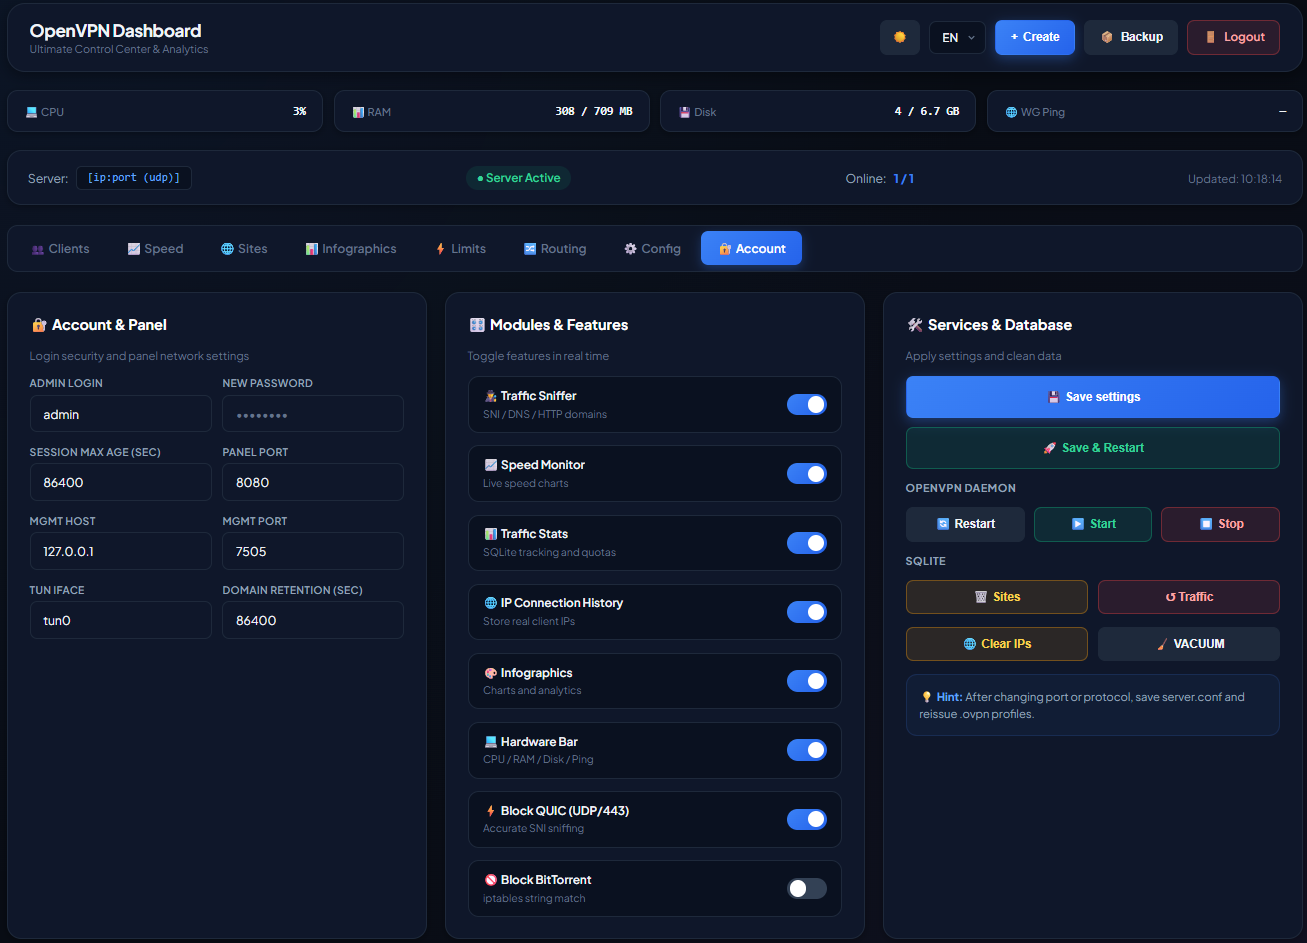 OpenVPN Dashboard
Ultimate Control Center & Analytics
EN
+ Create
Backup
Logout
CPU
3%
RAM
308 / 709 MB
Disk
4 / 6.7 GB
WG Ping
—
Server:
[ip:port (udp)]
● Server Active
Online: 1 / 1
Updated: 10:18:14
Clients
Speed
Sites
Infographics
Limits
Routing
Config
Account
Account & Panel
Login security and panel network settings
ADMIN LOGIN
NEW PASSWORD
admin
••••••••
SESSION MAX AGE (SEC)
PANEL PORT
86400
8080
MGMT HOST
MGMT PORT
127.0.0.1
7505
TUN IFACE
DOMAIN RETENTION (SEC)
tun0
86400
Modules & Features
Toggle features in real time
Traffic Sniffer
SNI / DNS / HTTP domains
Speed Monitor
Live speed charts
Traffic Stats
SQLite tracking and quotas
IP Connection History
Store real client IPs
Infographics
Charts and analytics
Hardware Bar
CPU / RAM / Disk / Ping
Block QUIC (UDP/443)
Accurate SNI sniffing
Block BitTorrent
iptables string match
Services & Database
Apply settings and clean data
Save settings
Save & Restart
OPENVPN DAEMON
Restart
Start
Stop
SQLITE
Sites
↺ Traffic
Clear IPs
VACUUM
Hint: After changing port or protocol, save server.conf and
reissue .ovpn profiles.